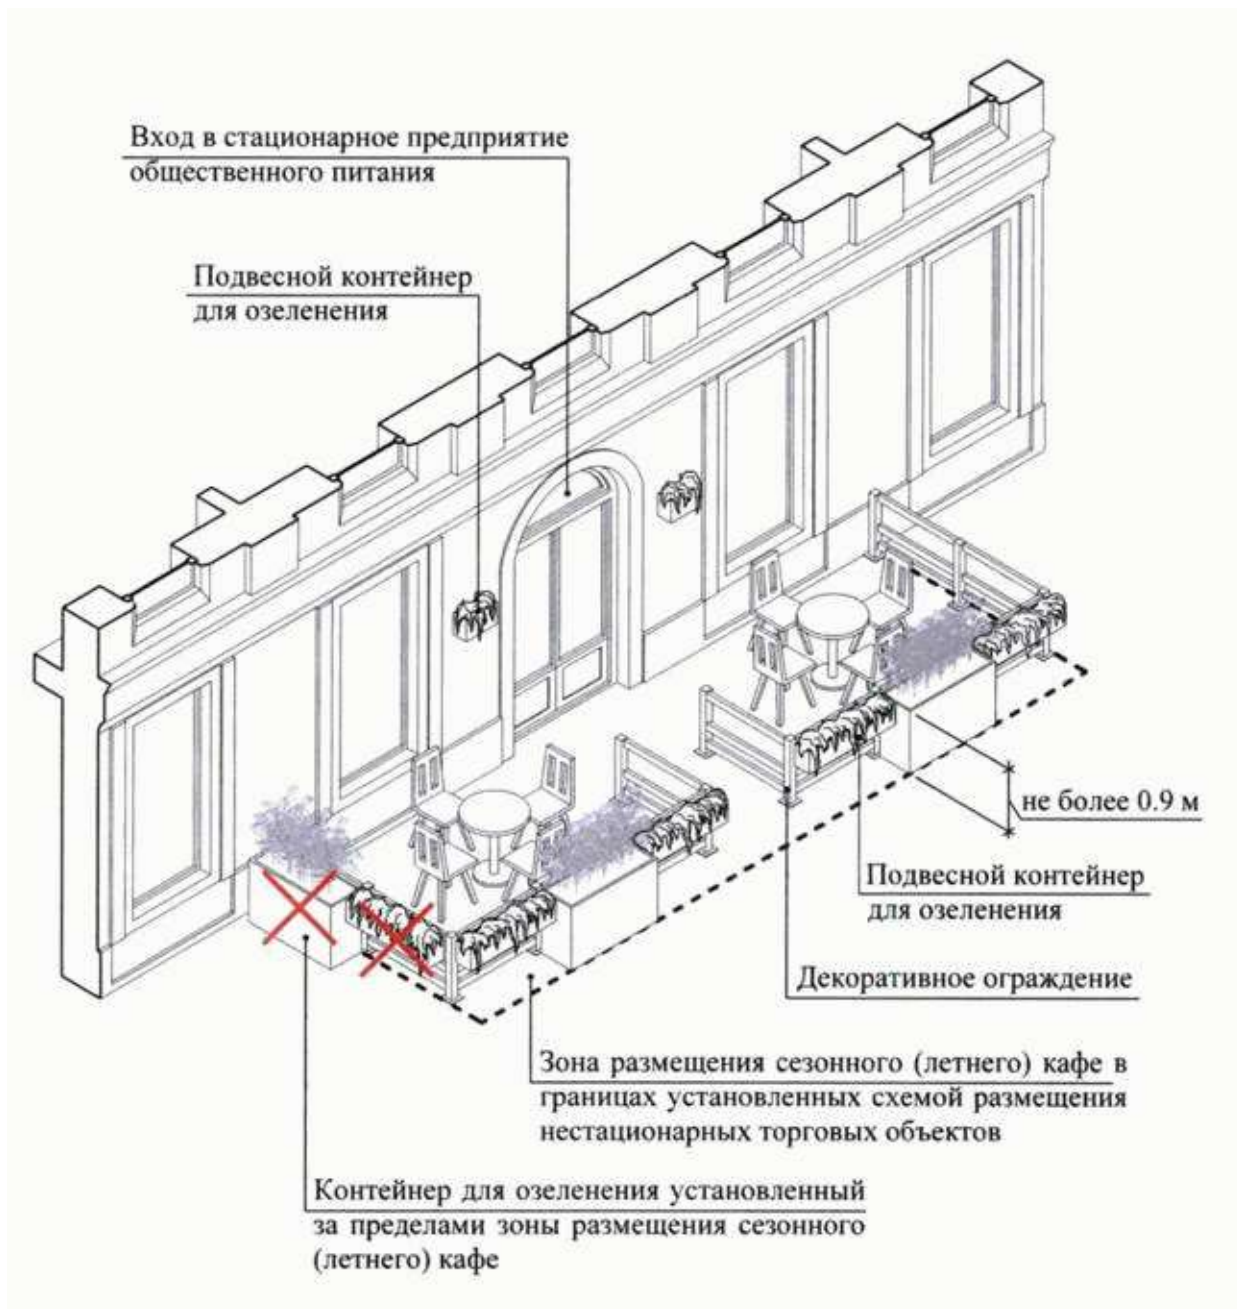 Вход в стационарное предприятие
общественного питания
Подвесной контейнер
для озеленения
не более 0.9 м
Подвесной контейнер
для озеленения
Декоративное ограждение
Зона размещения сезонного (летнего) кафе в
границах установленных схемой размещения
нестационарных торговых объектов
Контейнер для озеленения установленный
за пределами зоны размещения сезонного
(летнего) кафе